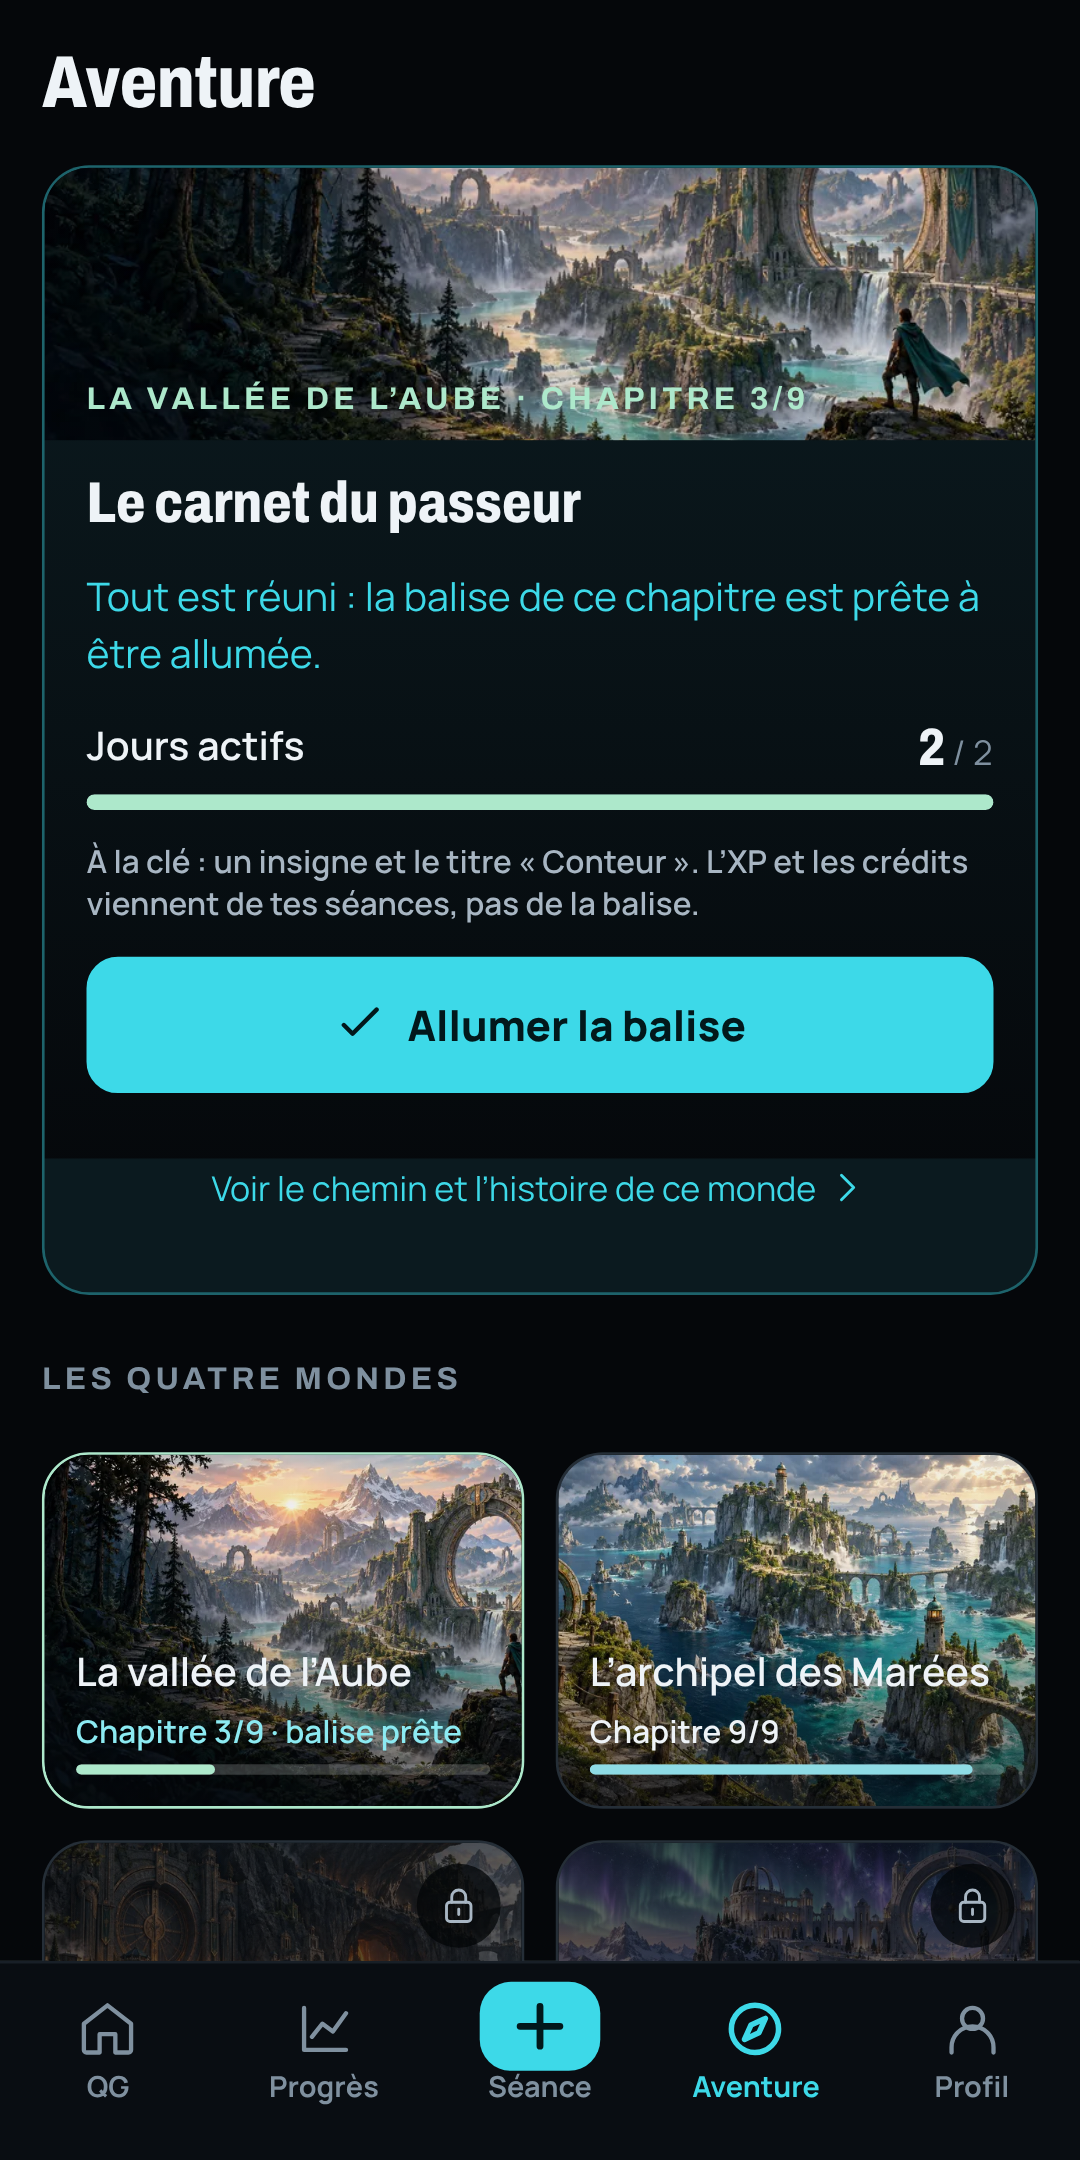 Aventure
LA VALLÉE DE L’AUBE · CHAPITRE 3/9
Le carnet du passeur
Tout est réuni : la balise de ce chapitre est prête à
être allumée.
Jours actifs
2 / 2
À la clé : un insigne et le titre « Conteur ». L’XP et les crédits
viennent de tes séances, pas de la balise.
Allumer la balise
Voir le chemin et l’histoire de ce monde
LES QUATRE MONDES
La vallée de l’Aube
Chapitre 3/9 · balise prête
L’archipel des Marées
Chapitre 9/9
QG
Progrès
Séance
Aventure
Profil